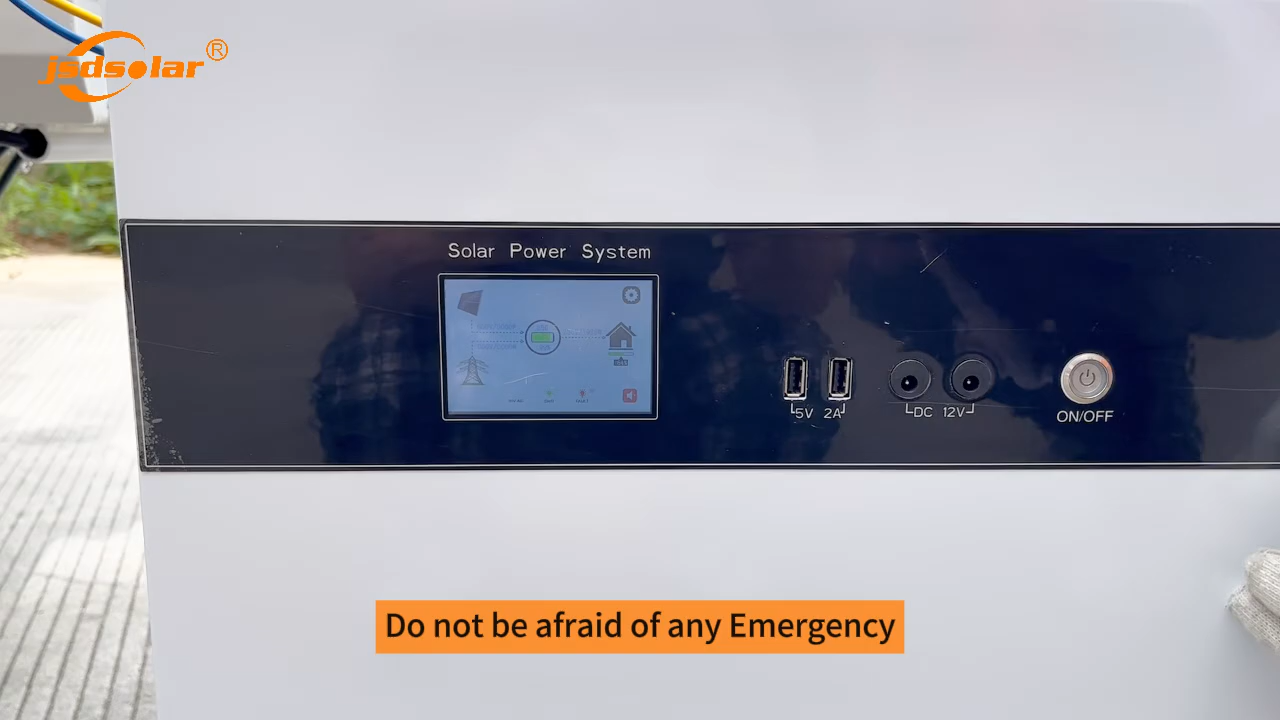 jsdsolar®
Solar Power System
5V 2A
DC 12V
ON/OFF
Do not be afraid of any Emergency